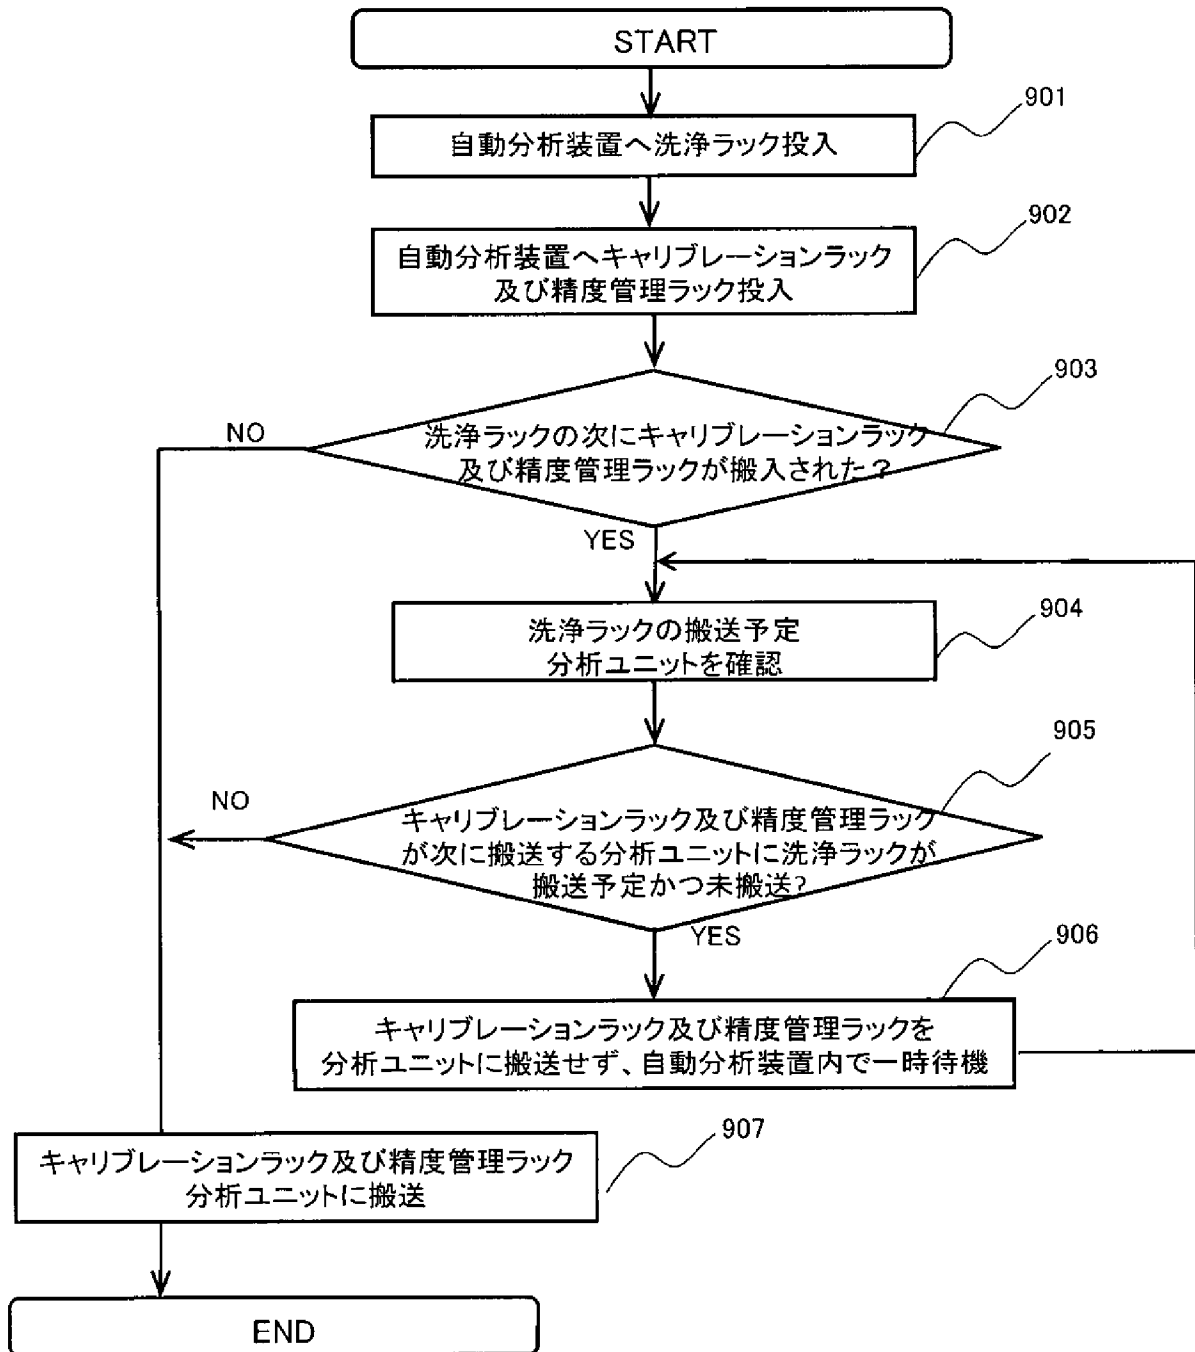 START
901
自動分析装置へ洗浄ラック投入
902
自動分析装置へキャリブレーションラック
及び精度管理ラック投入
903
NO
洗浄ラックの次にキャリブレーションラック
及び精度管理ラックが搬入された?
YES
904
洗浄ラックの搬送予定
分析ユニットを確認
905
NO
キャリブレーションラック及び精度管理ラック
が次に搬送する分析ユニットに洗浄ラックが
搬送予定かつ未搬送?
YES
906
キャリブレーションラック及び精度管理ラックを
分析ユニットに搬送せず、自動分析装置内で一時待機
907
キャリブレーションラック及び精度管理ラック
分析ユニットに搬送
END